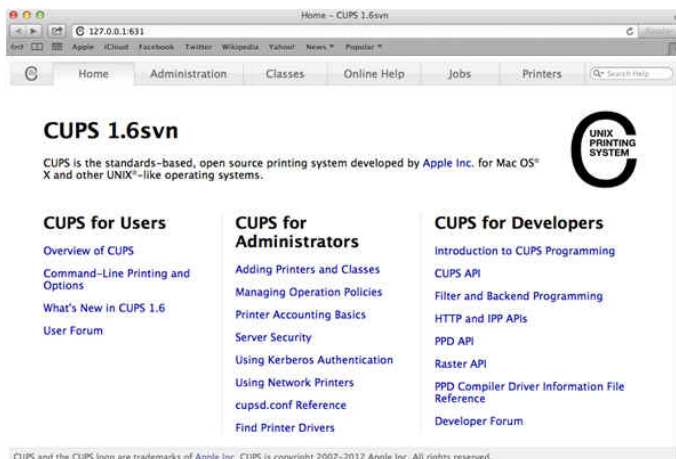 Home – CUPS 1.6svn
127.0.0.1:631
Apple iCloud Facebook Twitter Wikipedia Yahoo! News Popular
Home Administration Classes Online Help Jobs Printers Search Help
CUPS 1.6svn
CUPS is the standards-based, open source printing system developed by Apple Inc. for Mac OS®
X and other UNIX®-like operating systems.
UNIX
PRINTING
SYSTEM
CUPS for Users
Overview of CUPS
Command-Line Printing and
Options
What's New in CUPS 1.6
User Forum
CUPS for
Administrators
Adding Printers and Classes
Managing Operation Policies
Printer Accounting Basics
Server Security
Using Kerberos Authentication
Using Network Printers
cupsd.conf Reference
Find Printer Drivers
CUPS for Developers
Introduction to CUPS Programming
CUPS API
Filter and Backend Programming
HTTP and IPP APIs
PPD API
Raster API
PPD Compiler Driver Information File
Reference
Developer Forum
CUPS and the CUPS logo are trademarks of Apple Inc. CUPS is copyright 2007-2012 Apple Inc. All rights reserved.